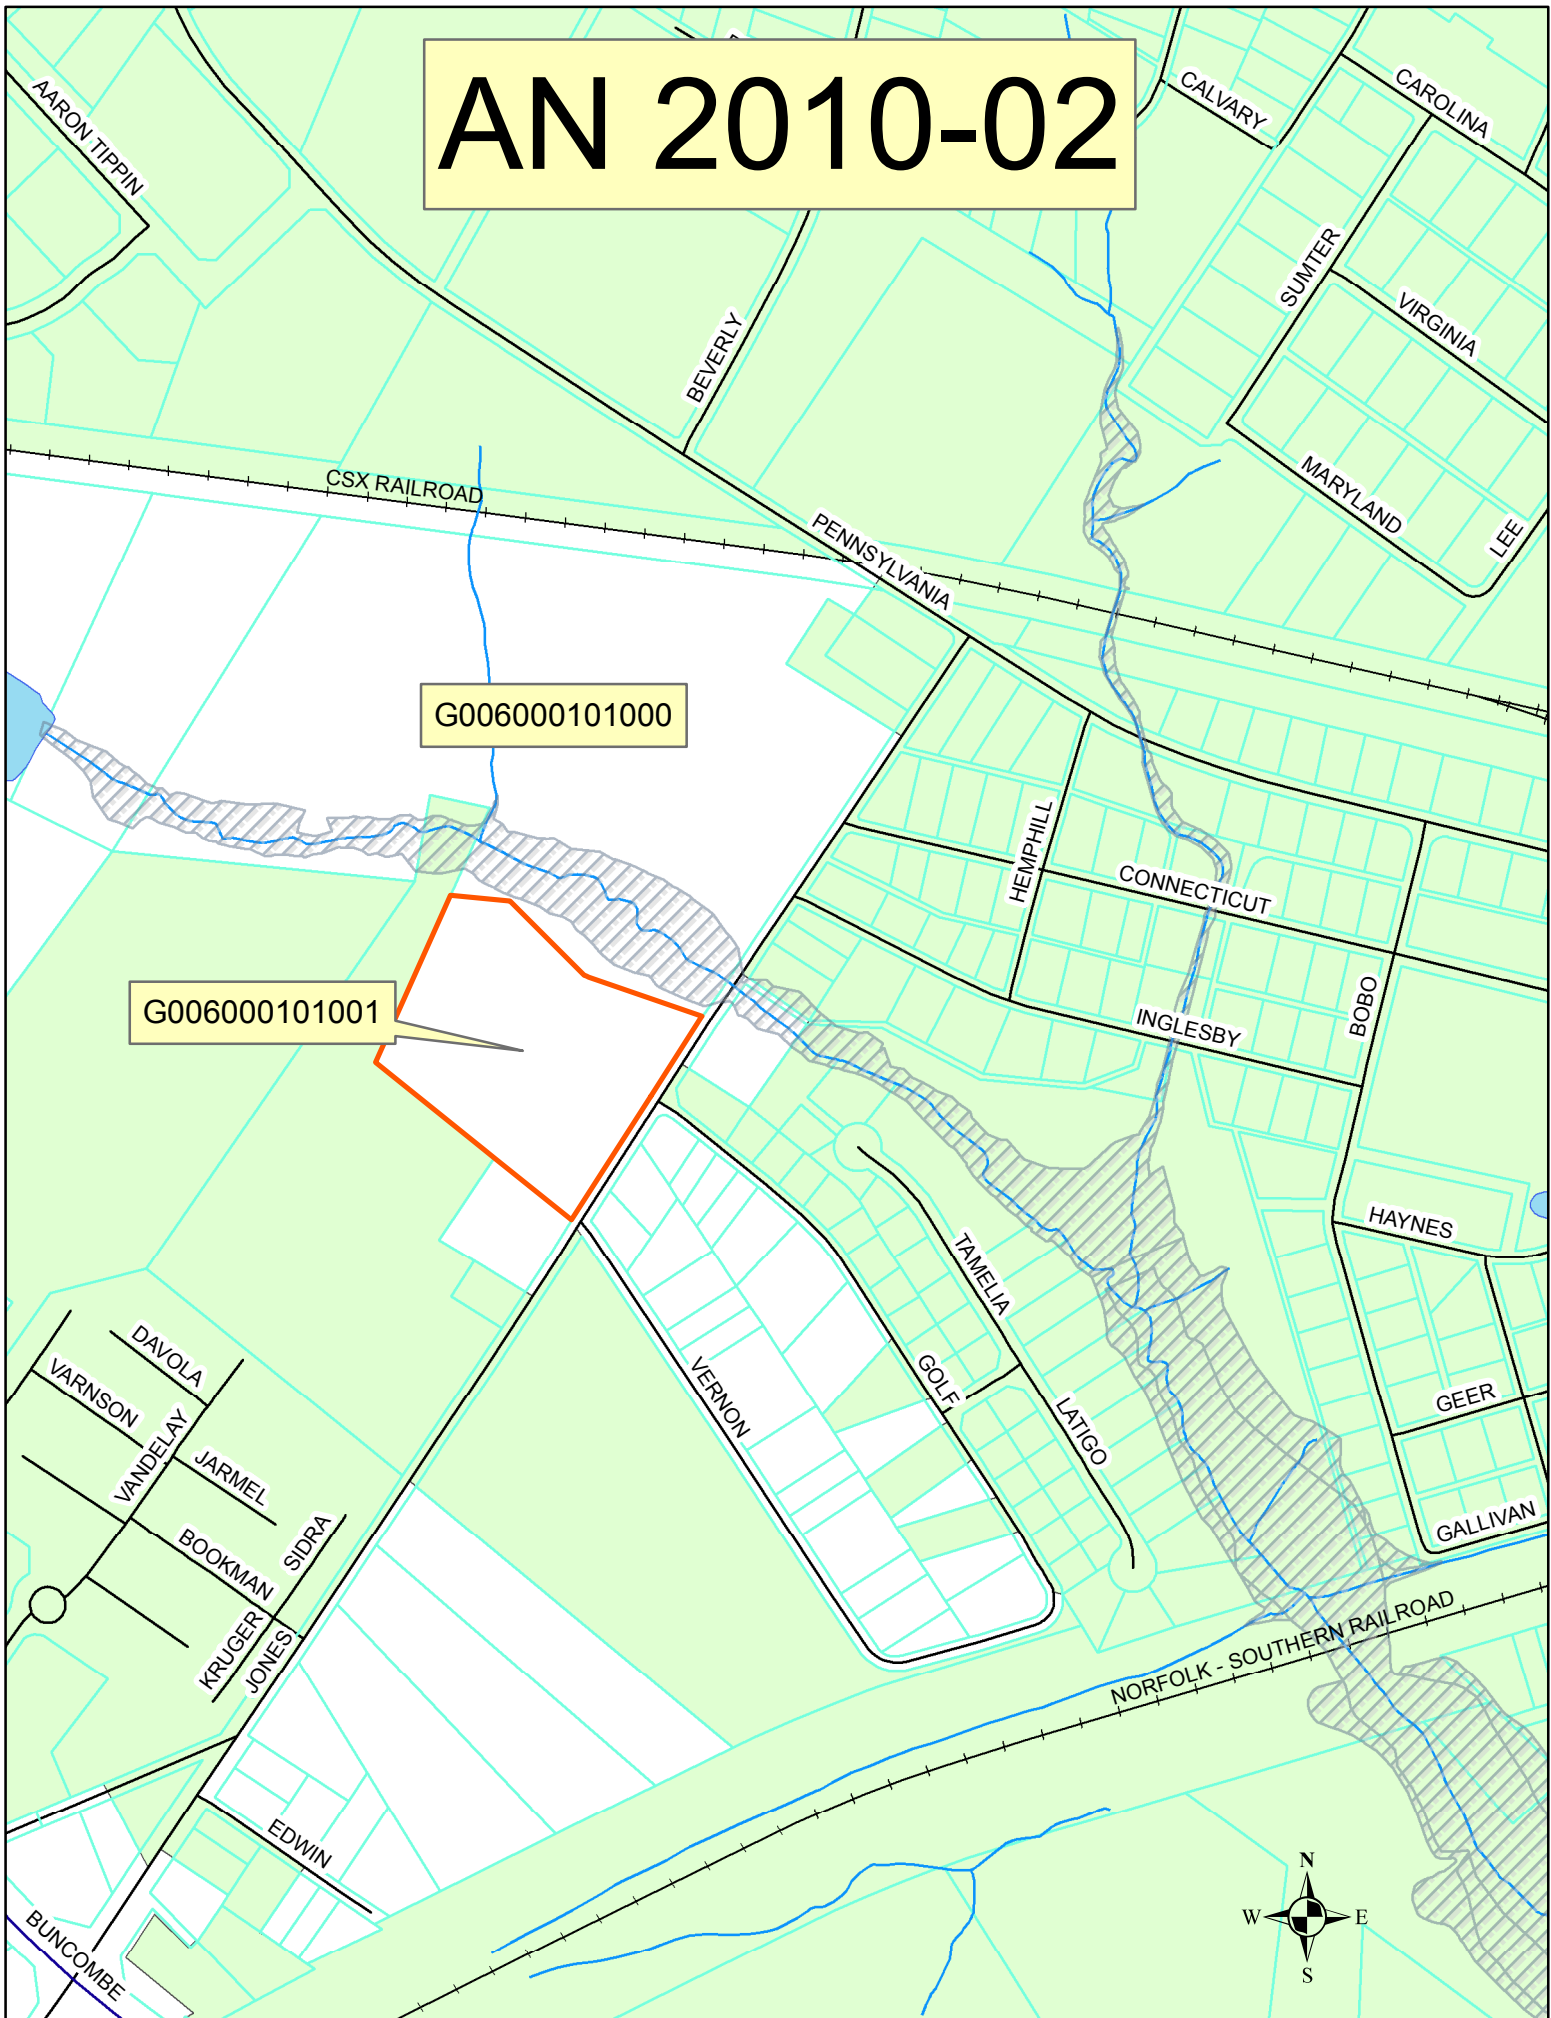 AN 2010-02
CALVARY
CAROLINA
AARON TIPPIN
SUMTER
VIRGINIA
BEVERLY
MARYLAND
LEE
CSX RAILROAD
PENNSYLVANIA
G006000101000
HEMPHILL
CONNECTICUT
G006000101001
INGLESBY
BOBO
HAYNES
TAMELIA
DAVOLA
VARNSON
VANDELAY
JARMEL
VERNON
GOLF
LATIGO
GEER
GALLIVAN
BOOKMAN
SIDRA
KRUGER
JONES
NORFOLK - SOUTHERN RAILROAD
EDWIN
BUNCOMBE
N
W
E
S